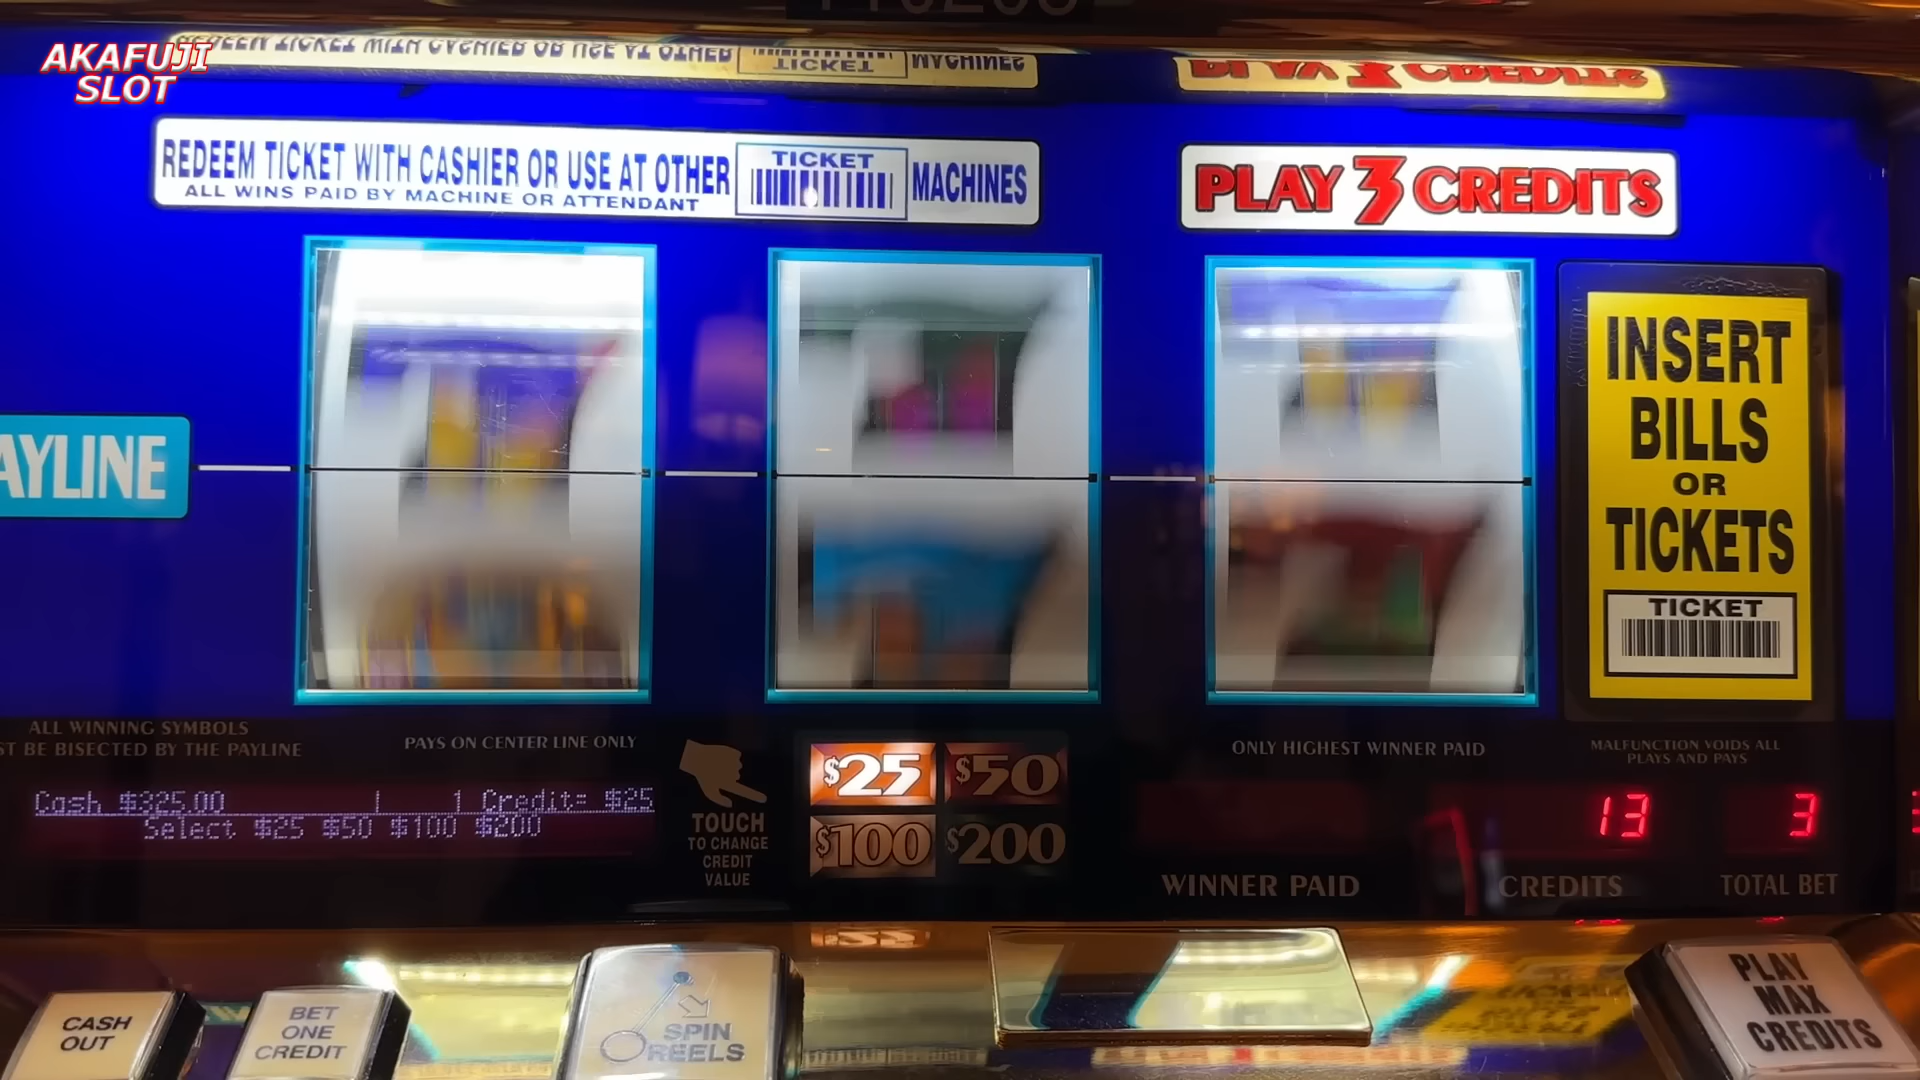 AKAFUJI
SLOT
REDEEM TICKET WITH CASHIER OR USE AT OTHER
TICKET
MACHINES
ALL WINS PAID BY MACHINE OR ATTENDANT
PLAY 3 CREDITS
INSERT
BILLS
OR
TICKETS
TICKET
AYLINE
ALL WINNING SYMBOLS
ST BE BISECTED BY THE PAYLINE
PAYS ON CENTER LINE ONLY
ONLY HIGHEST WINNER PAID
MALFUNCTION VOIDS ALL
PLAYS AND PAYS
Cash $325.00 | 1 Credit= $25
Select $25 $50 $100 $200
TOUCH
TO CHANGE
CREDIT
VALUE
$25 $50
$100 $200
13 3
WINNER PAID CREDITS TOTAL BET
CASH
OUT
BET
ONE
CREDIT
SPIN
REELS
PLAY
MAX
CREDITS